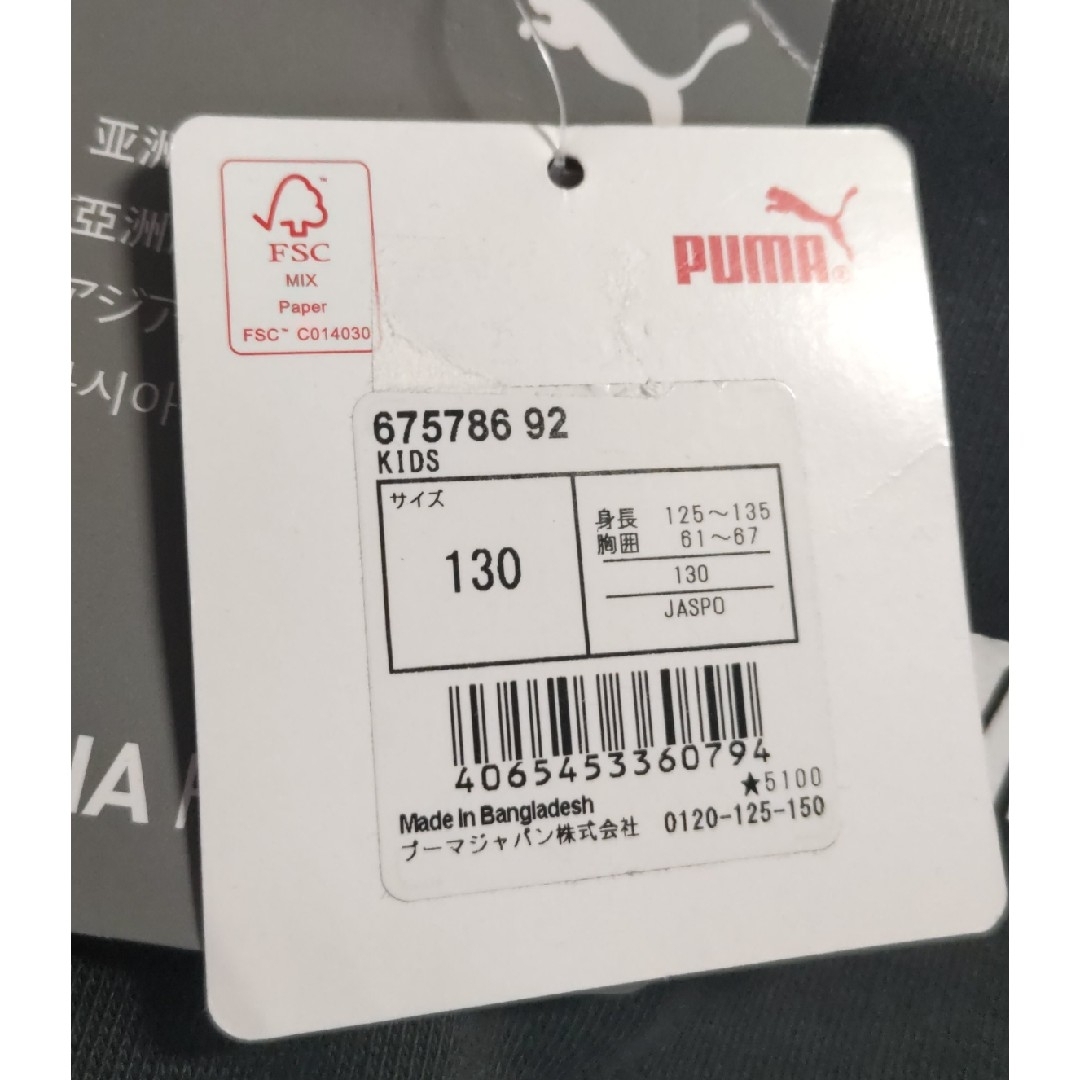 亚洲
亞洲
アジア
시아
FSC
MIX
Paper
FSC™ C014030
PUMA®
675786 92
KIDS
サイズ
130
身長 125～135
胸囲 61～67
130
JASPO
4065453360794
★5100
Made in Bangladesh
プーマジャパン株式会社 0120-125-150